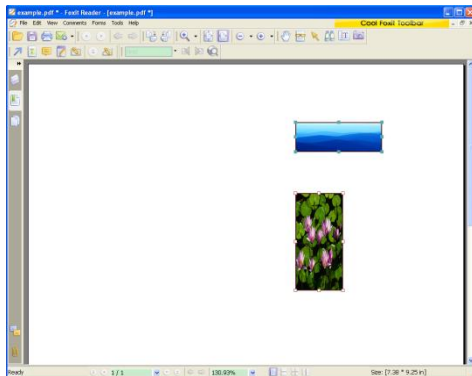 example.pdf * - Foxit Reader - [example.pdf *]
File Edit View Comments Forms Tools Help
Cool Foxit Toolbar
Ready
1 / 1
130.93%
Size: [7.38 * 9.25 in]